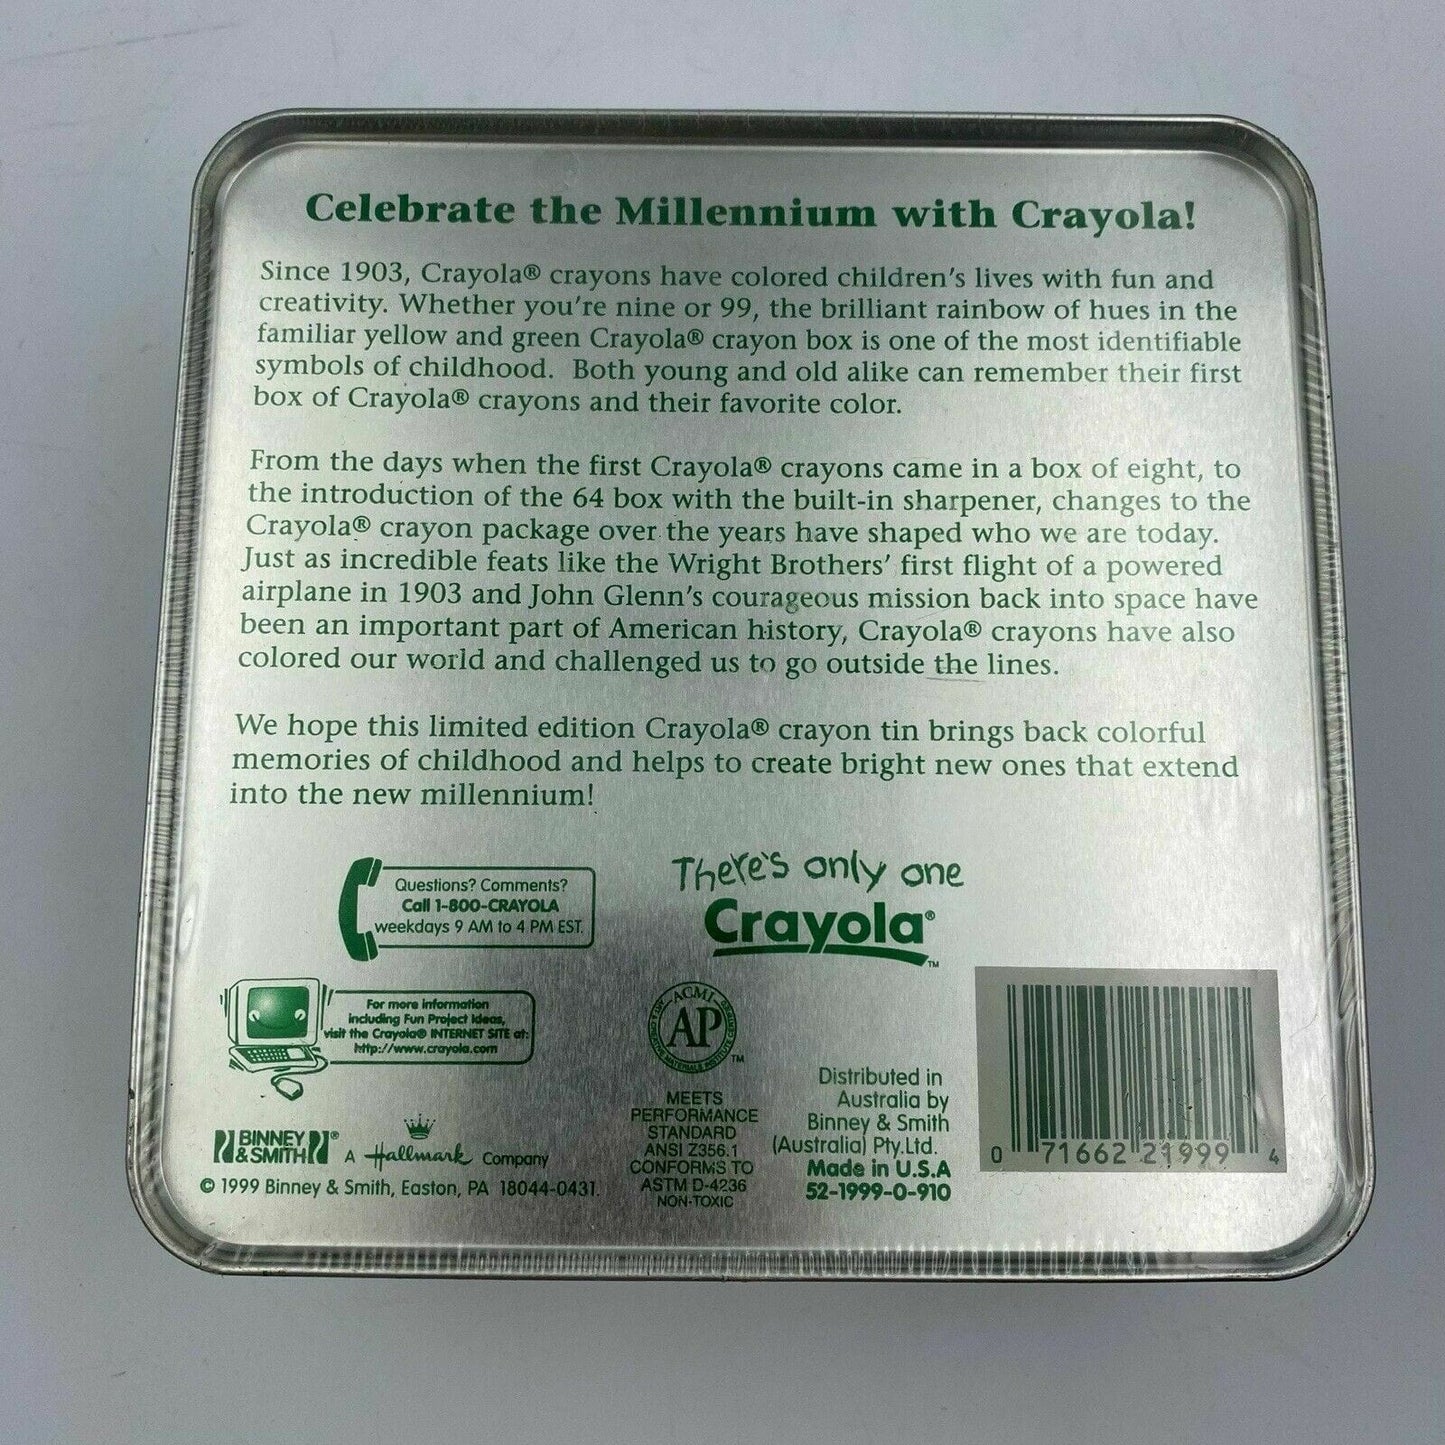 Celebrate the Millennium with Crayola!
Since 1903, Crayola® crayons have colored children's lives with fun and
creativity. Whether you're nine or 99, the brilliant rainbow of hues in the
familiar yellow and green Crayola® crayon box is one of the most identifiable
symbols of childhood. Both young and old alike can remember their first
box of Crayola® crayons and their favorite color.
From the days when the first Crayola® crayons came in a box of eight, to
the introduction of the 64 box with the built-in sharpener, changes to the
Crayola® crayon package over the years have shaped who we are today.
Just as incredible feats like the Wright Brothers' first flight of a powered
airplane in 1903 and John Glenn's courageous mission back into space have
been an important part of American history, Crayola® crayons have also
colored our world and challenged us to go outside the lines.
We hope this limited edition Crayola® crayon tin brings back colorful
memories of childhood and helps to create bright new ones that extend
into the new millennium!
Questions? Comments?
Call 1-800-CRAYOLA
weekdays 9 AM to 4 PM EST.
There's only one
Crayola®
TM
For more information
including Fun Project Ideas,
visit the Crayola® INTERNET SITE at:
http://www.crayola.com
ACMI
AP
TM
MEETS
PERFORMANCE
STANDARD
ANSI Z356.1
CONFORMS TO
ASTM D-4236
NON-TOXIC
BINNEY
& SMITH ®
A Hallmark Company
© 1999 Binney & Smith, Easton, PA 18044-0431.
Distributed in
Australia by
Binney & Smith
(Australia) Pty.Ltd.
Made in U.S.A
52-1999-0-910
0 71662 21999 4